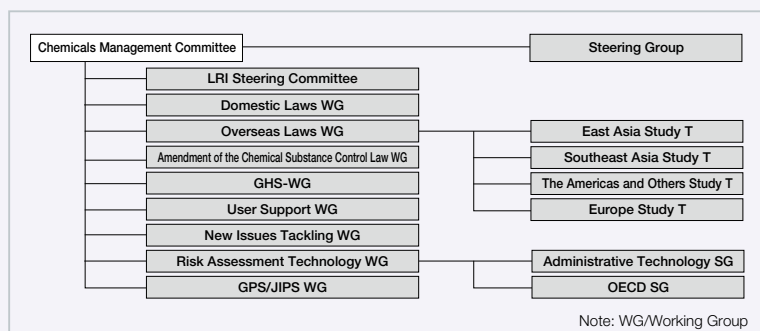 Chemicals Management Committee
Steering Group
LRI Steering Committee
Domestic Laws WG
Overseas Laws WG
East Asia Study T
Amendment of the Chemical Substance Control Law WG
Southeast Asia Study T
GHS-WG
The Americas and Others Study T
User Support WG
Europe Study T
New Issues Tackling WG
Risk Assessment Technology WG
Administrative Technology SG
GPS/JIPS WG
OECD SG
Note: WG/Working Group